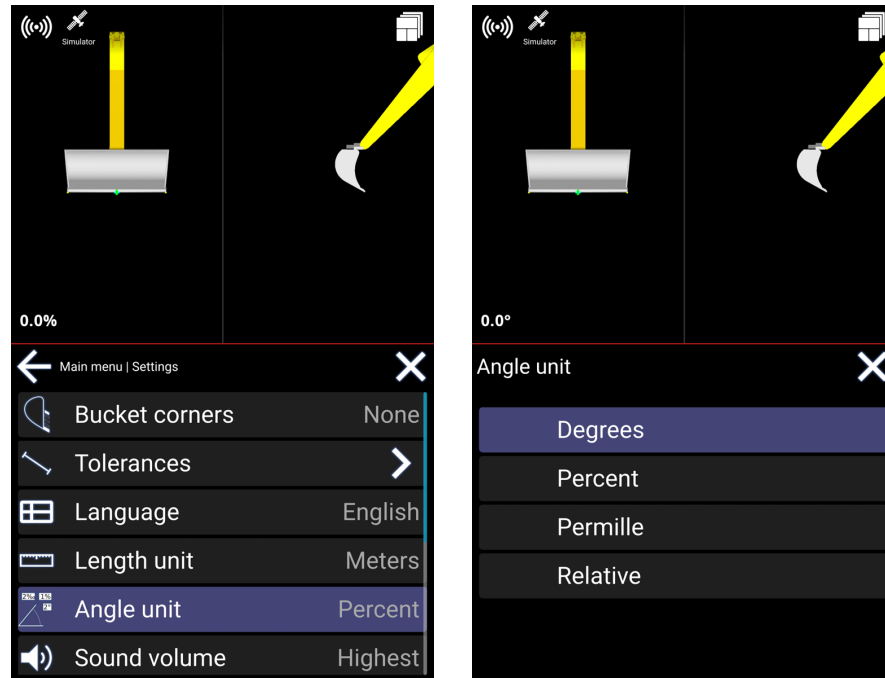 Simulator
0.0%
Main menu | Settings
Bucket corners None
Tolerances
Language English
Length unit Meters
Angle unit Percent
Sound volume Highest
Simulator
0.0°
Angle unit
Degrees
Percent
Permille
Relative